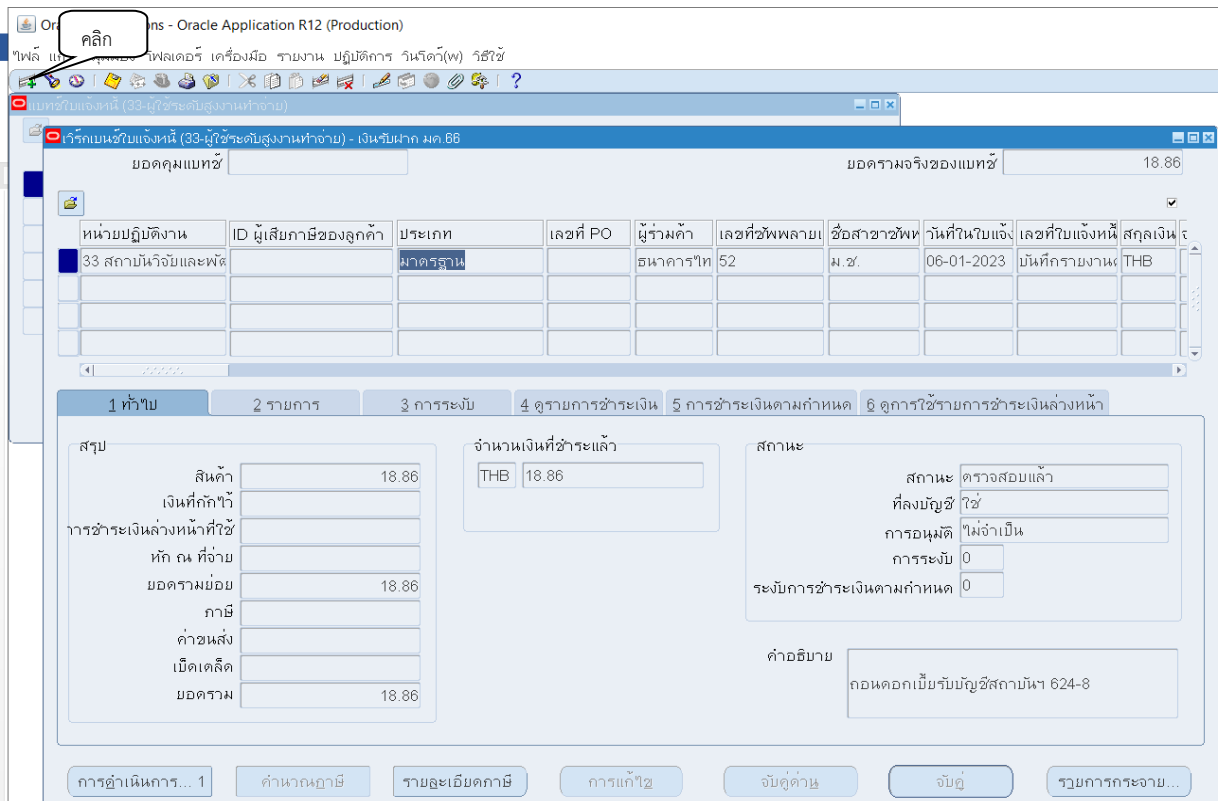 คลิก
Oracle Application R12 (Production)
ไฟล์ โฟลเดอร์ เครื่องมือ รายงาน ปฏิบัติการ วินโดว์(w) วิธีใช้
แบทช์ใบแจ้งหนี้ (33-ผู้ใช้ระดับสูงงานทำจ่าย)
เวิร์กเบนช์ใบแจ้งหนี้ (33-ผู้ใช้ระดับสูงงานทำจ่าย) - เงินรับฝาก มค.66
ยอดคุมแบทช์ ยอดรวมจริงของแบทช์ 18.86
หน่วยปฏิบัติงาน ID ผู้เสียภาษีของลูกค้า ประเภท เลขที่ PO ผู้ร่วมค้า เลขที่ซัพพลายเ ชื่อสาขาซัพพ วันที่ในใบแจ้ง เลขที่ใบแจ้งหนี้ สกุลเงิน
33 สถาบันวิจัยและพัต มาตรฐาน ธนาคารไท 52 ม.ช. 06-01-2023 บันทึกรายงาน THB
1 ทั่วไป 2 รายการ 3 การระงับ 4 ดูรายการชำระเงิน 5 การชำระเงินตามกำหนด 6 ดูการใช้รายการชำระเงินล่วงหน้า
สรุป จำนวนเงินที่ชำระแล้ว สถานะ
สินค้า 18.86 THB 18.86 สถานะ ตรวจสอบแล้ว
เงินที่กักไว้ ที่ลงบัญชี ใช่
การชำระเงินล่วงหน้าที่ใช้ การอนุมัติ ไม่จำเป็น
หัก ณ ที่จ่าย การระงับ 0
ยอดรวมย่อย 18.86 ระงับการชำระเงินตามกำหนด 0
ภาษี
ค่าขนส่ง
เบ็ดเตล็ด คำอธิบาย
ยอดรวม 18.86 ถอนดอกเบี้ยรับบัญชีสถาบันฯ 624-8
การดำเนินการ... 1 คำนวณภาษี รายละเอียดภาษี การแก้ไข จับคู่ด้าน จับคู่ รายการกระจาย...